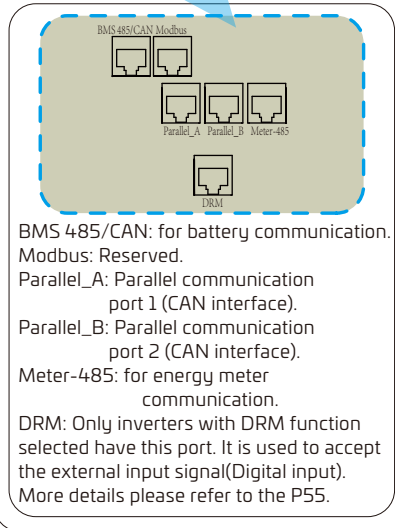 BMS 485/CAN Modbus
Parallel_A Parallel_B Meter-485
DRM
BMS 485/CAN: for battery communication.
Modbus: Reserved.
Parallel_A: Parallel communication
port 1 (CAN interface).
Parallel_B: Parallel communication
port 2 (CAN interface).
Meter-485: for energy meter
communication.
DRM: Only inverters with DRM function
selected have this port. It is used to accept
the external input signal(Digital input).
More details please refer to the P55.